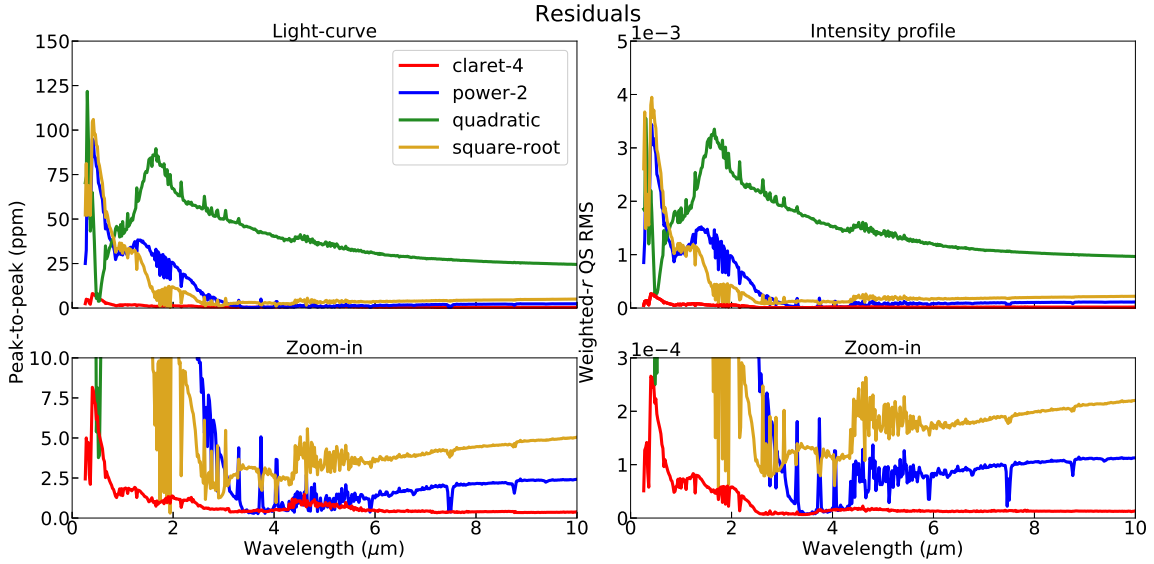 Residuals
Light-curve
Intensity profile
1e−3
150
125
100
75
50
25
0
claret-4
power-2
quadratic
square-root
5
4
3
2
1
0
Peak-to-peak (ppm)
Weighted-r QS RMS
Zoom-in
Zoom-in
1e−4
10.0
7.5
5.0
2.5
0.0
0
2
4
6
8
10
Wavelength (μm)
3
2
1
0
0
2
4
6
8
10
Wavelength (μm)